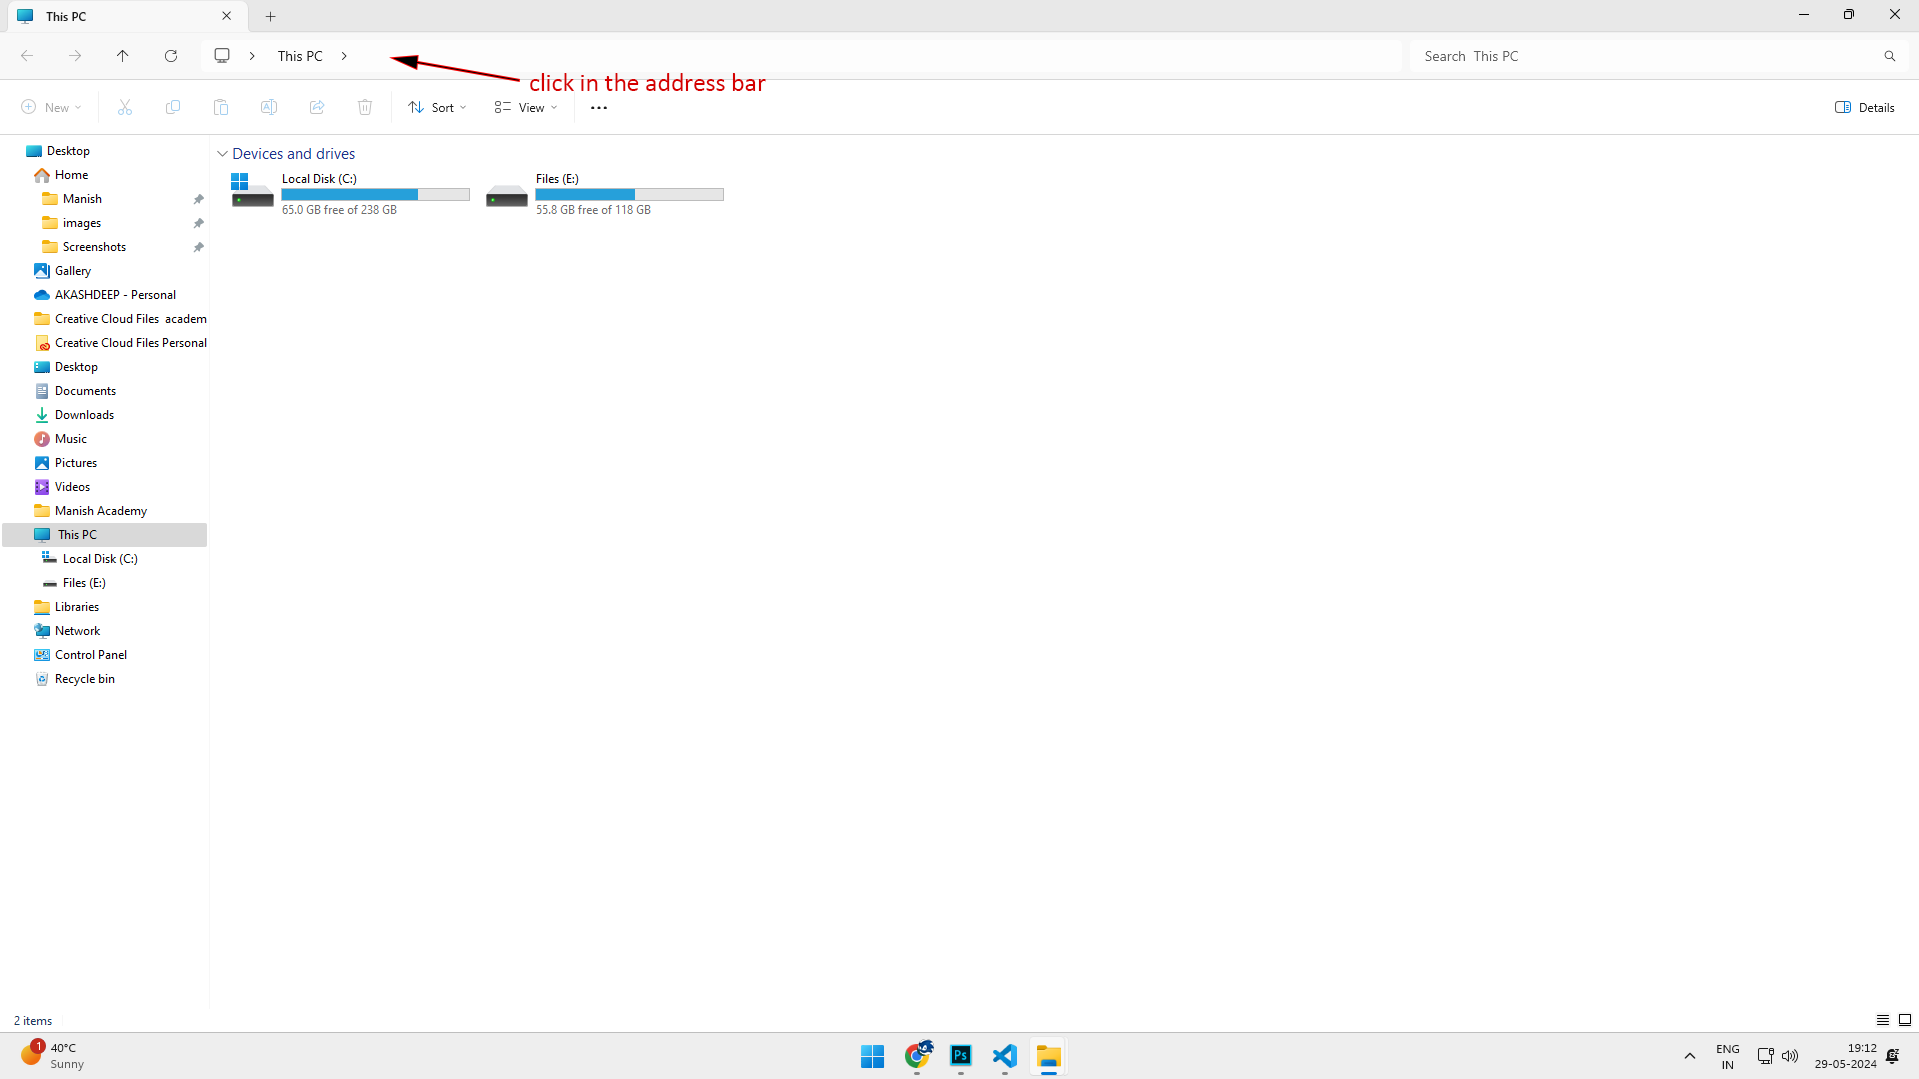 This PC
This PC
Search This PC
click in the address bar
New
Sort
View
Details
Desktop
Home
Manish
images
Screenshots
Gallery
AKASHDEEP - Personal
Creative Cloud Files  academ
Creative Cloud Files Personal
Desktop
Documents
Downloads
Music
Pictures
Videos
Manish Academy
This PC
Local Disk (C:)
Files (E:)
Libraries
Network
Control Panel
Recycle bin
Devices and drives
Local Disk (C:)
65.0 GB free of 238 GB
Files (E:)
55.8 GB free of 118 GB
2 items
1
40°C
Sunny
Ps
ENG
IN
19:12
29-05-2024